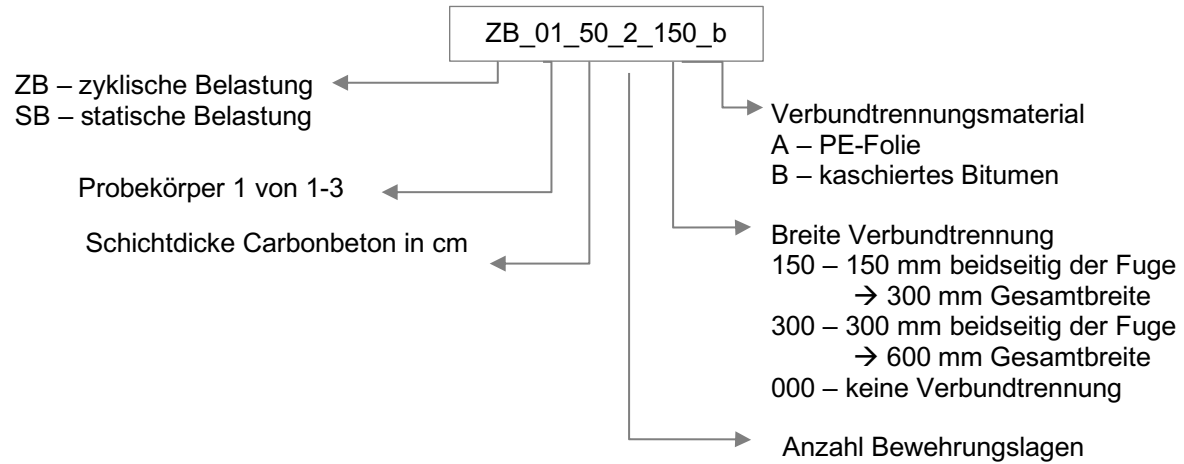 ZB_01_50_2_150_b
ZB – zyklische Belastung
SB – statische Belastung
Probekörper 1 von 1-3
Schichtdicke Carbonbeton in cm
Verbundtrennungsmaterial
A – PE-Folie
B – kaschiertes Bitumen
Breite Verbundtrennung
150 – 150 mm beidseitig der Fuge
→ 300 mm Gesamtbreite
300 – 300 mm beidseitig der Fuge
→ 600 mm Gesamtbreite
000 – keine Verbundtrennung
Anzahl Bewehrungslagen